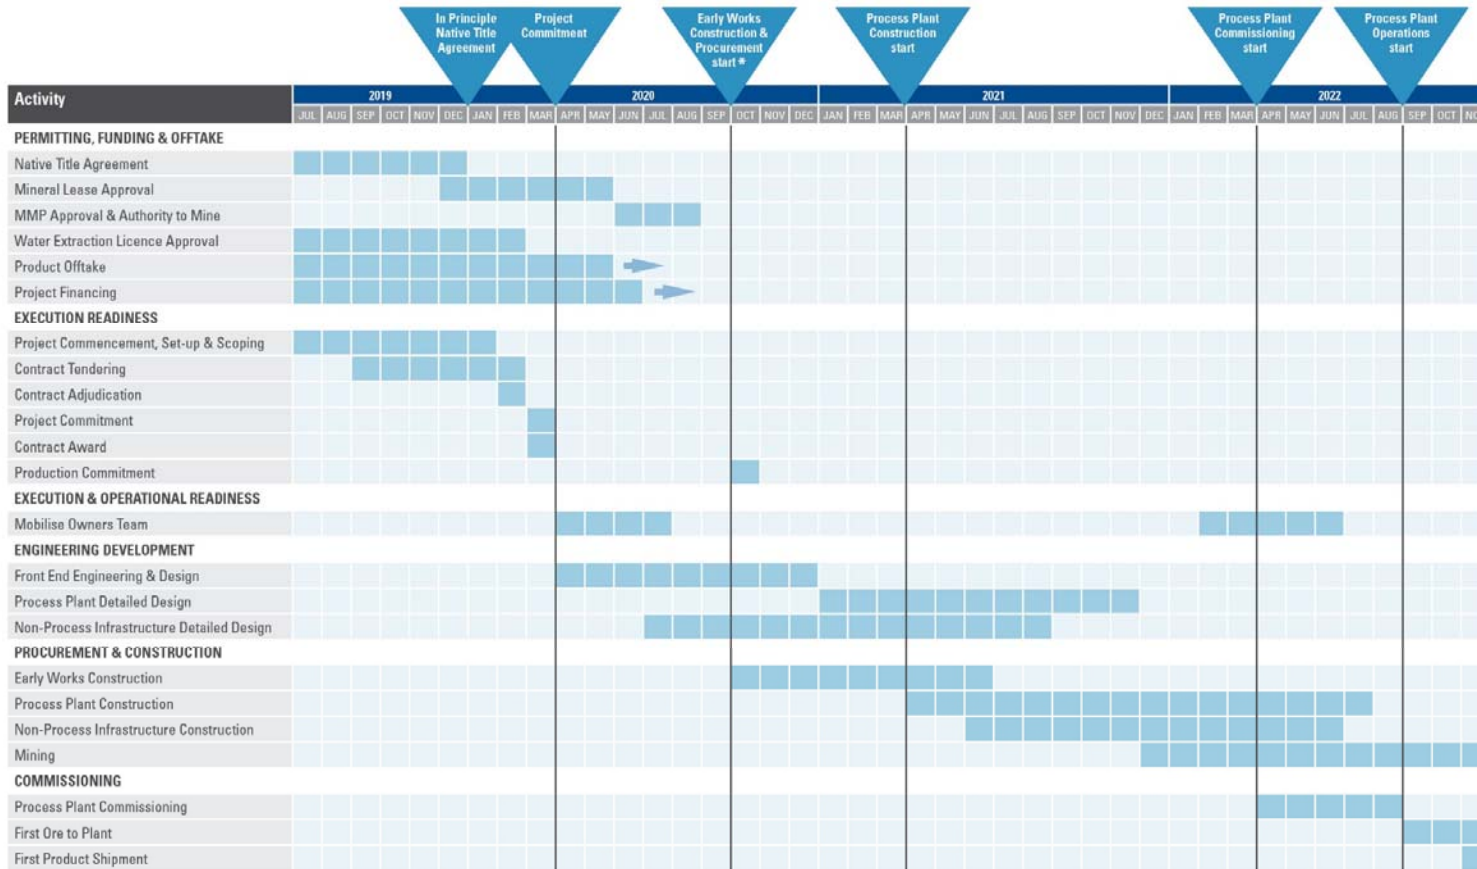 In Principle
Native Title
Agreement
Project
Commitment
Early Works
Construction &
Procurement
start *
Process Plant
Construction
start
Process Plant
Commissioning
start
Process Plant
Operations
start
Activity 2019 2020 2021 2022
JUL AUG SEP OCT NOV DEC JAN FEB MAR APR MAY JUN JUL AUG SEP OCT NOV DEC JAN FEB MAR APR MAY JUN JUL AUG SEP OCT NOV DEC JAN FEB MAR APR MAY JUN JUL AUG SEP OCT NO
PERMITTING, FUNDING & OFFTAKE
Native Title Agreement
Mineral Lease Approval
MMP Approval & Authority to Mine
Water Extraction Licence Approval
Product Offtake
Project Financing
EXECUTION READINESS
Project Commencement, Set-up & Scoping
Contract Tendering
Contract Adjudication
Project Commitment
Contract Award
Production Commitment
EXECUTION & OPERATIONAL READINESS
Mobilise Owners Team
ENGINEERING DEVELOPMENT
Front End Engineering & Design
Process Plant Detailed Design
Non-Process Infrastructure Detailed Design
PROCUREMENT & CONSTRUCTION
Early Works Construction
Process Plant Construction
Non-Process Infrastructure Construction
Mining
COMMISSIONING
Process Plant Commissioning
First Ore to Plant
First Product Shipment